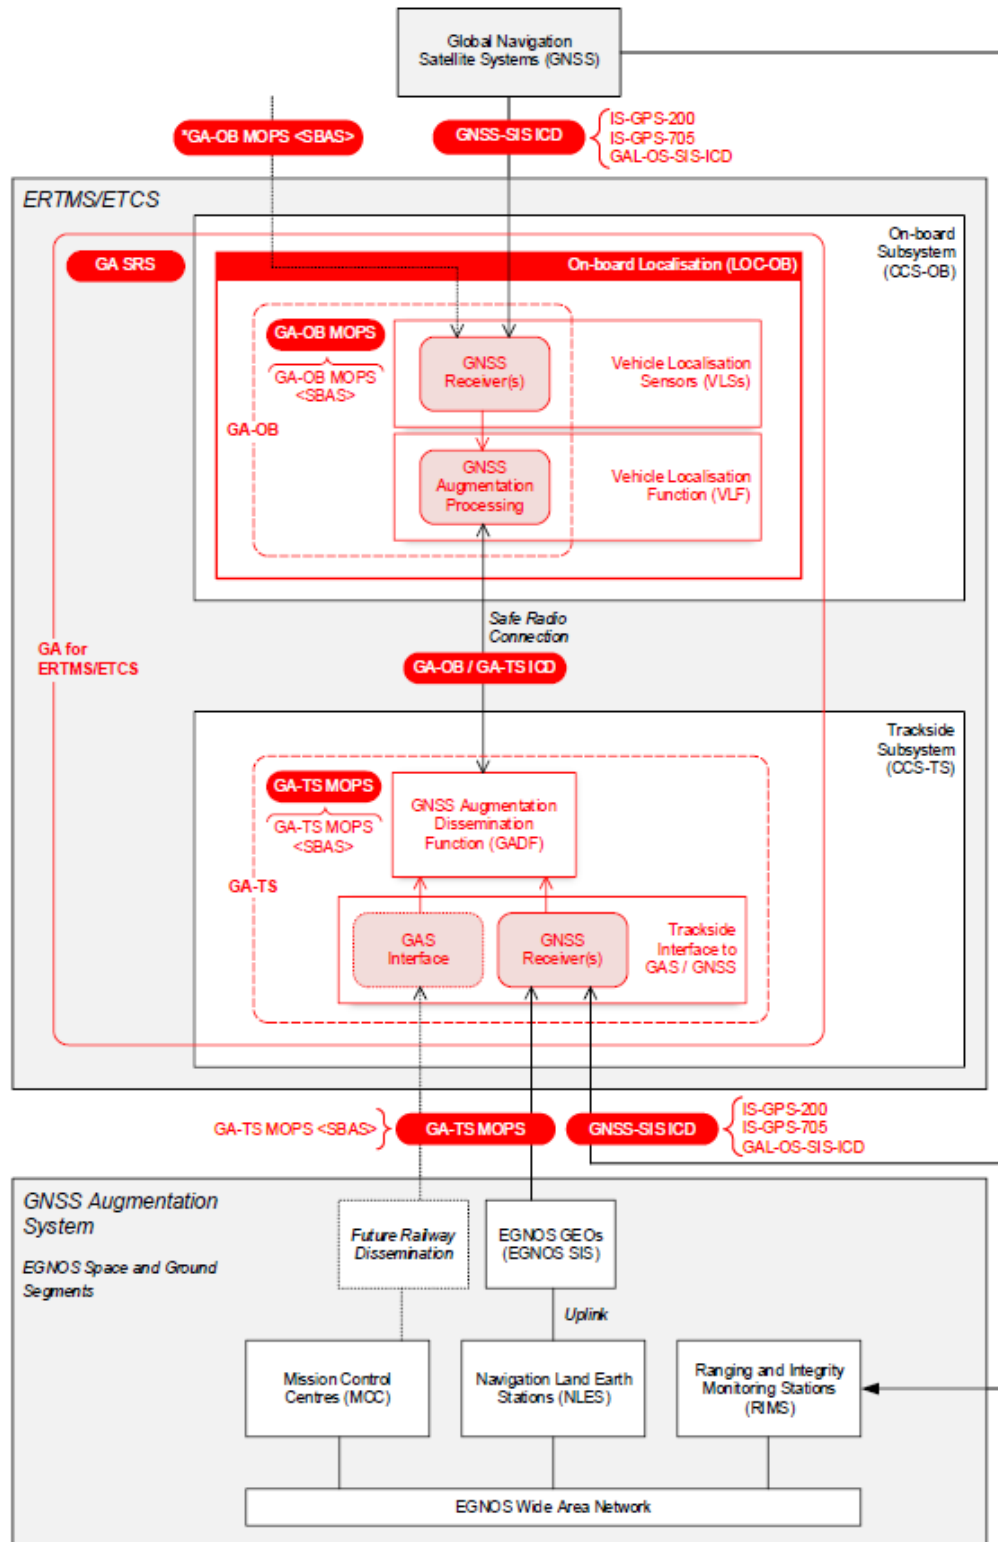 Global Navigation
Satellite Systems (GNSS)
*GA-OB MOPS <SBAS>
GNSS-SIS ICD
IS-GPS-200
IS-GPS-705
GAL-OS-SIS-ICD
ERTMS/ETCS
On-board
Subsystem
(CCS-OB)
GA SRS
On-board Localisation (LOC-OB)
GA-OB MOPS
GA-OB MOPS
<SBAS>
GA-OB
GNSS
Receiver(s)
Vehicle Localisation
Sensors (VLSs)
GNSS
Augmentation
Processing
Vehicle Localisation
Function (VLF)
Safe Radio
Connection
GA for
ERTMS/ETCS
GA-OB / GA-TS ICD
Trackside
Subsystem
(CCS-TS)
GA-TS MOPS
GA-TS MOPS
<SBAS>
GA-TS
GNSS Augmentation
Dissemination
Function (GADF)
GAS
Interface
GNSS
Receiver(s)
Trackside
Interface to
GAS / GNSS
GA-TS MOPS <SBAS>
GA-TS MOPS
GNSS-SIS ICD
IS-GPS-200
IS-GPS-705
GAL-OS-SIS-ICD
GNSS Augmentation
System
EGNOS Space and Ground
Segments
Future Railway
Dissemination
EGNOS GEOs
(EGNOS SIS)
Uplink
Mission Control
Centres (MCC)
Navigation Land Earth
Stations (NLES)
Ranging and Integrity
Monitoring Stations
(RIMS)
EGNOS Wide Area Network